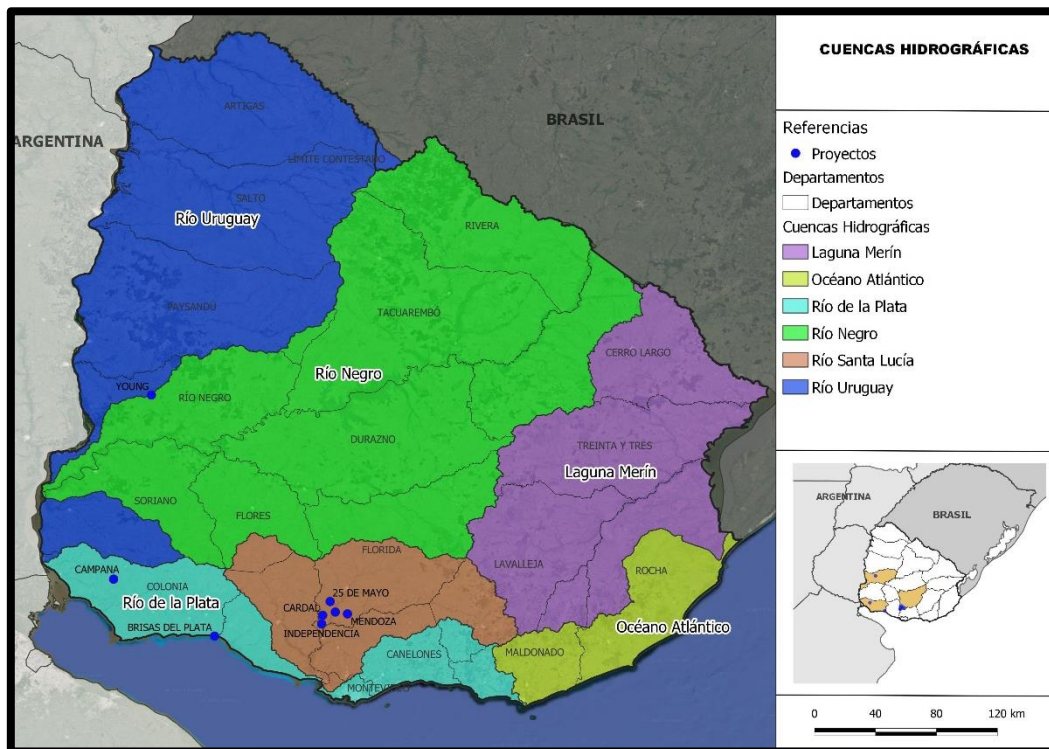 CUENCAS HIDROGRÁFICAS
Referencias
Proyectos
Departamentos
Departamentos
Cuencas Hidrográficas
Laguna Merín
Océano Atlántico
Río de la Plata
Río Negro
Río Santa Lucía
Río Uruguay
ARGENTINA
BRASIL
ARTIGAS
LÍMITE CONTESTADO
SALTO
Río Uruguay
RIVERA
PAYSANDÚ
TACUAREMBÓ
CERRO LARGO
Río Negro
YOUNG
RÍO NEGRO
DURAZNO
TREINTA Y TRES
Laguna Merín
SORIANO
FLORES
FLORIDA
LAVALLEJA
ROCHA
CAMPANA
COLONIA
25 DE MAYO
Río de la Plata
CARDAL
MENDOZA
BRISAS DEL PLATA
INDEPENDENCIA
Océano Atlántico
CANELONES
MALDONADO
MONTEVIDEO
ARGENTINA
BRASIL
0 40 80 120 km